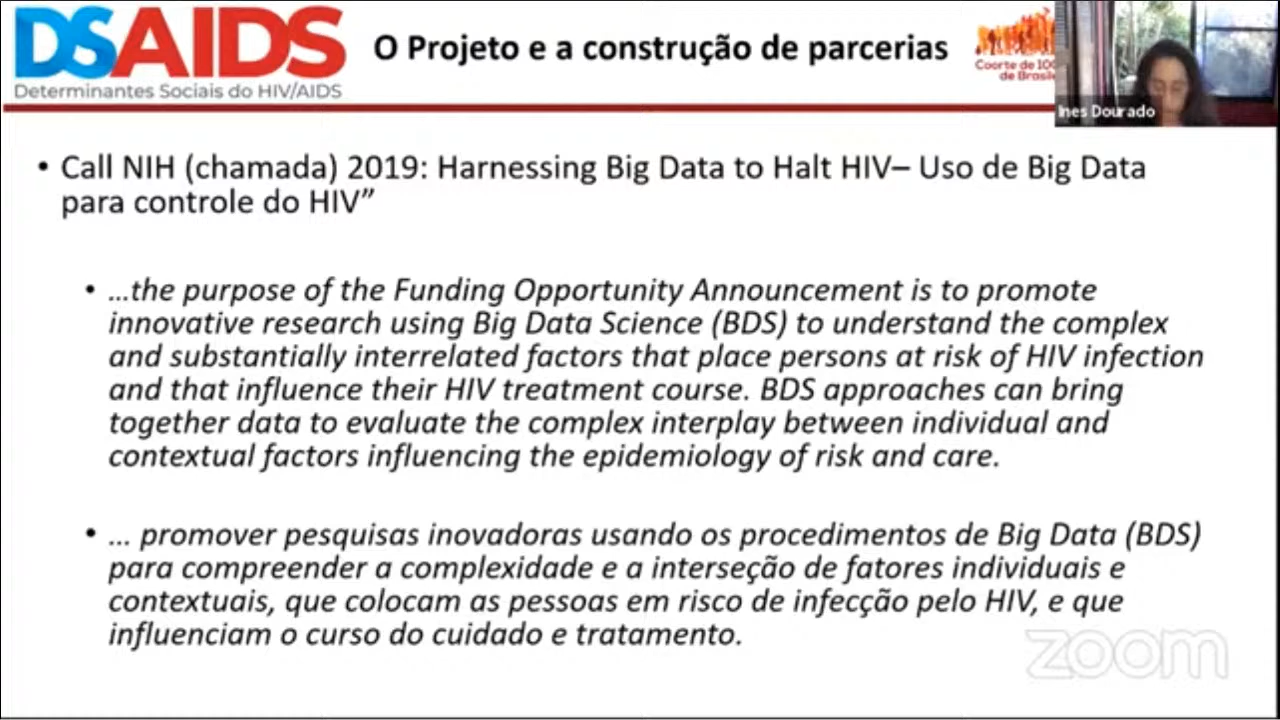 DSAIDS
Determinantes Sociais do HIV/AIDS
O Projeto e a construção de parcerias
Coorte de 100
de Brasile
Ines Dourado
• Call NIH (chamada) 2019: Harnessing Big Data to Halt HIV– Uso de Big Data
para controle do HIV”
• …the purpose of the Funding Opportunity Announcement is to promote
innovative research using Big Data Science (BDS) to understand the complex
and substantially interrelated factors that place persons at risk of HIV infection
and that influence their HIV treatment course. BDS approaches can bring
together data to evaluate the complex interplay between individual and
contextual factors influencing the epidemiology of risk and care.
• … promover pesquisas inovadoras usando os procedimentos de Big Data (BDS)
para compreender a complexidade e a interseção de fatores individuais e
contextuais, que colocam as pessoas em risco de infecção pelo HIV, e que
influenciam o curso do cuidado e tratamento.
zoom